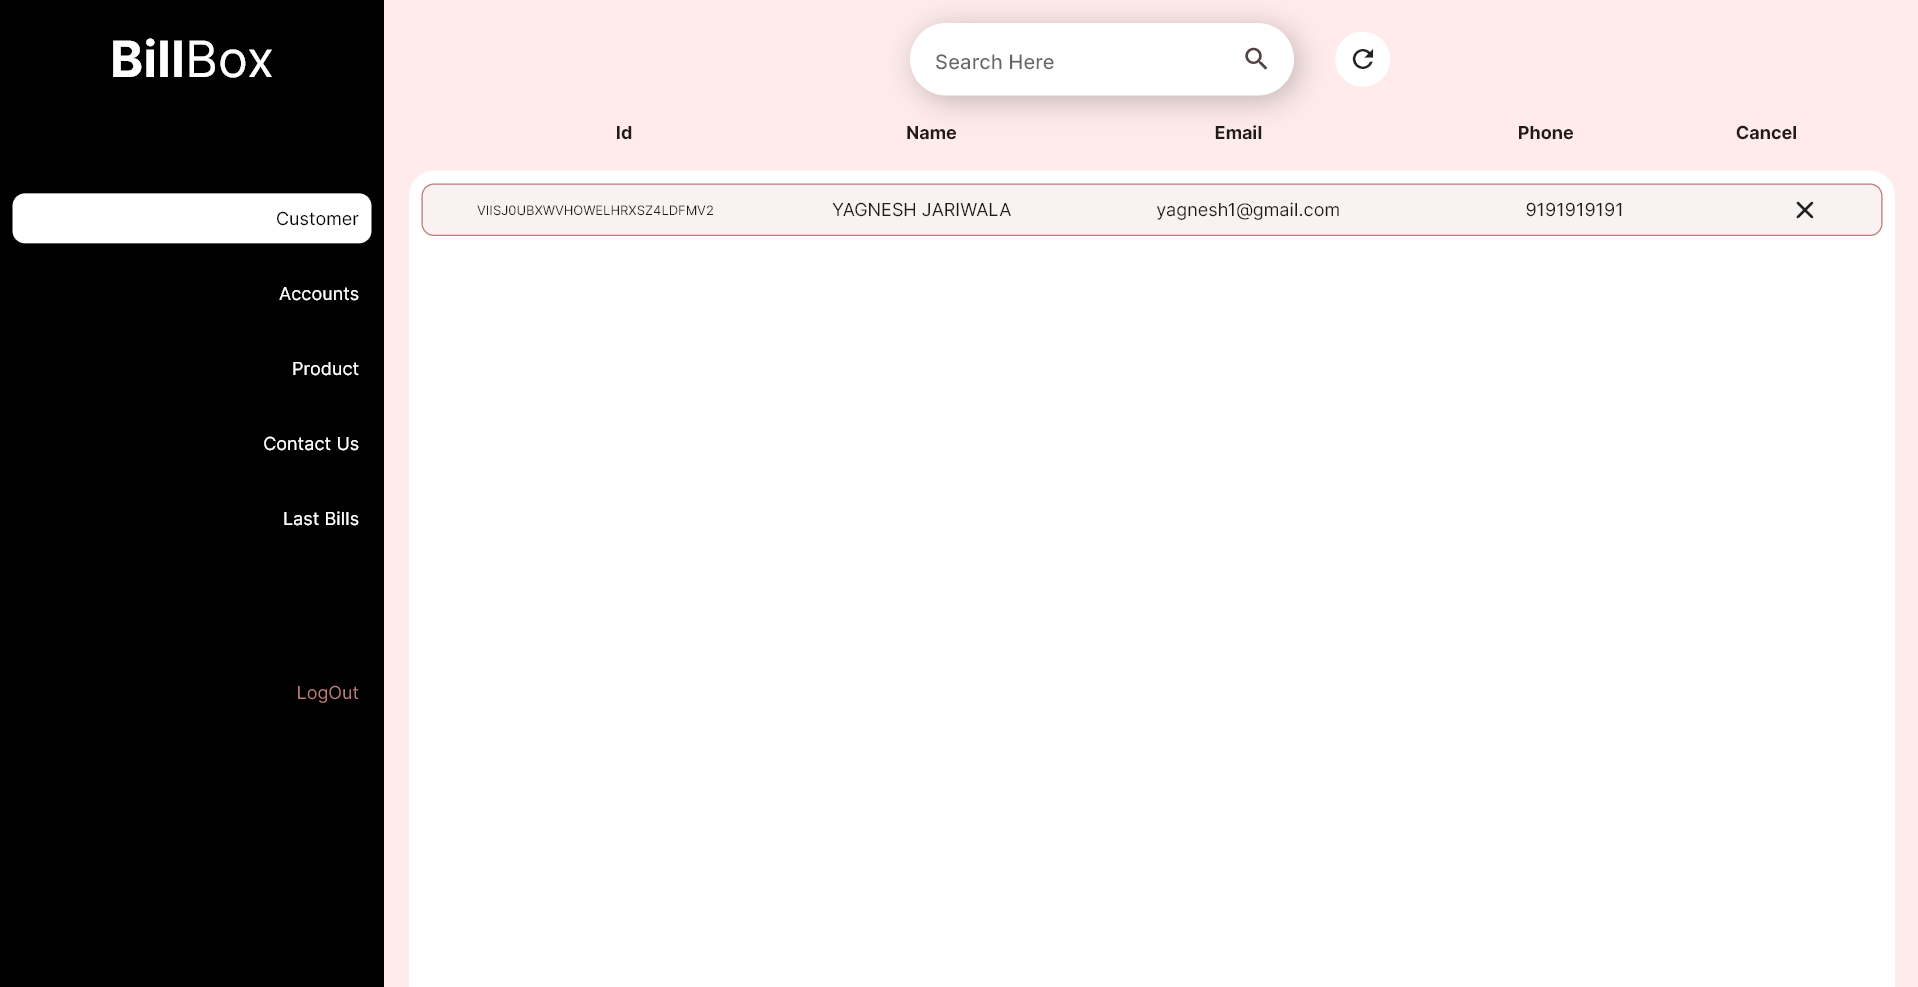 BillBox
Customer
Accounts
Product
Contact Us
Last Bills
LogOut
Search Here
Id Name Email Phone Cancel
VIISJ0UBXWVHOWELHRXSZ4LDFMV2 YAGNESH JARIWALA yagnesh1@gmail.com 9191919191